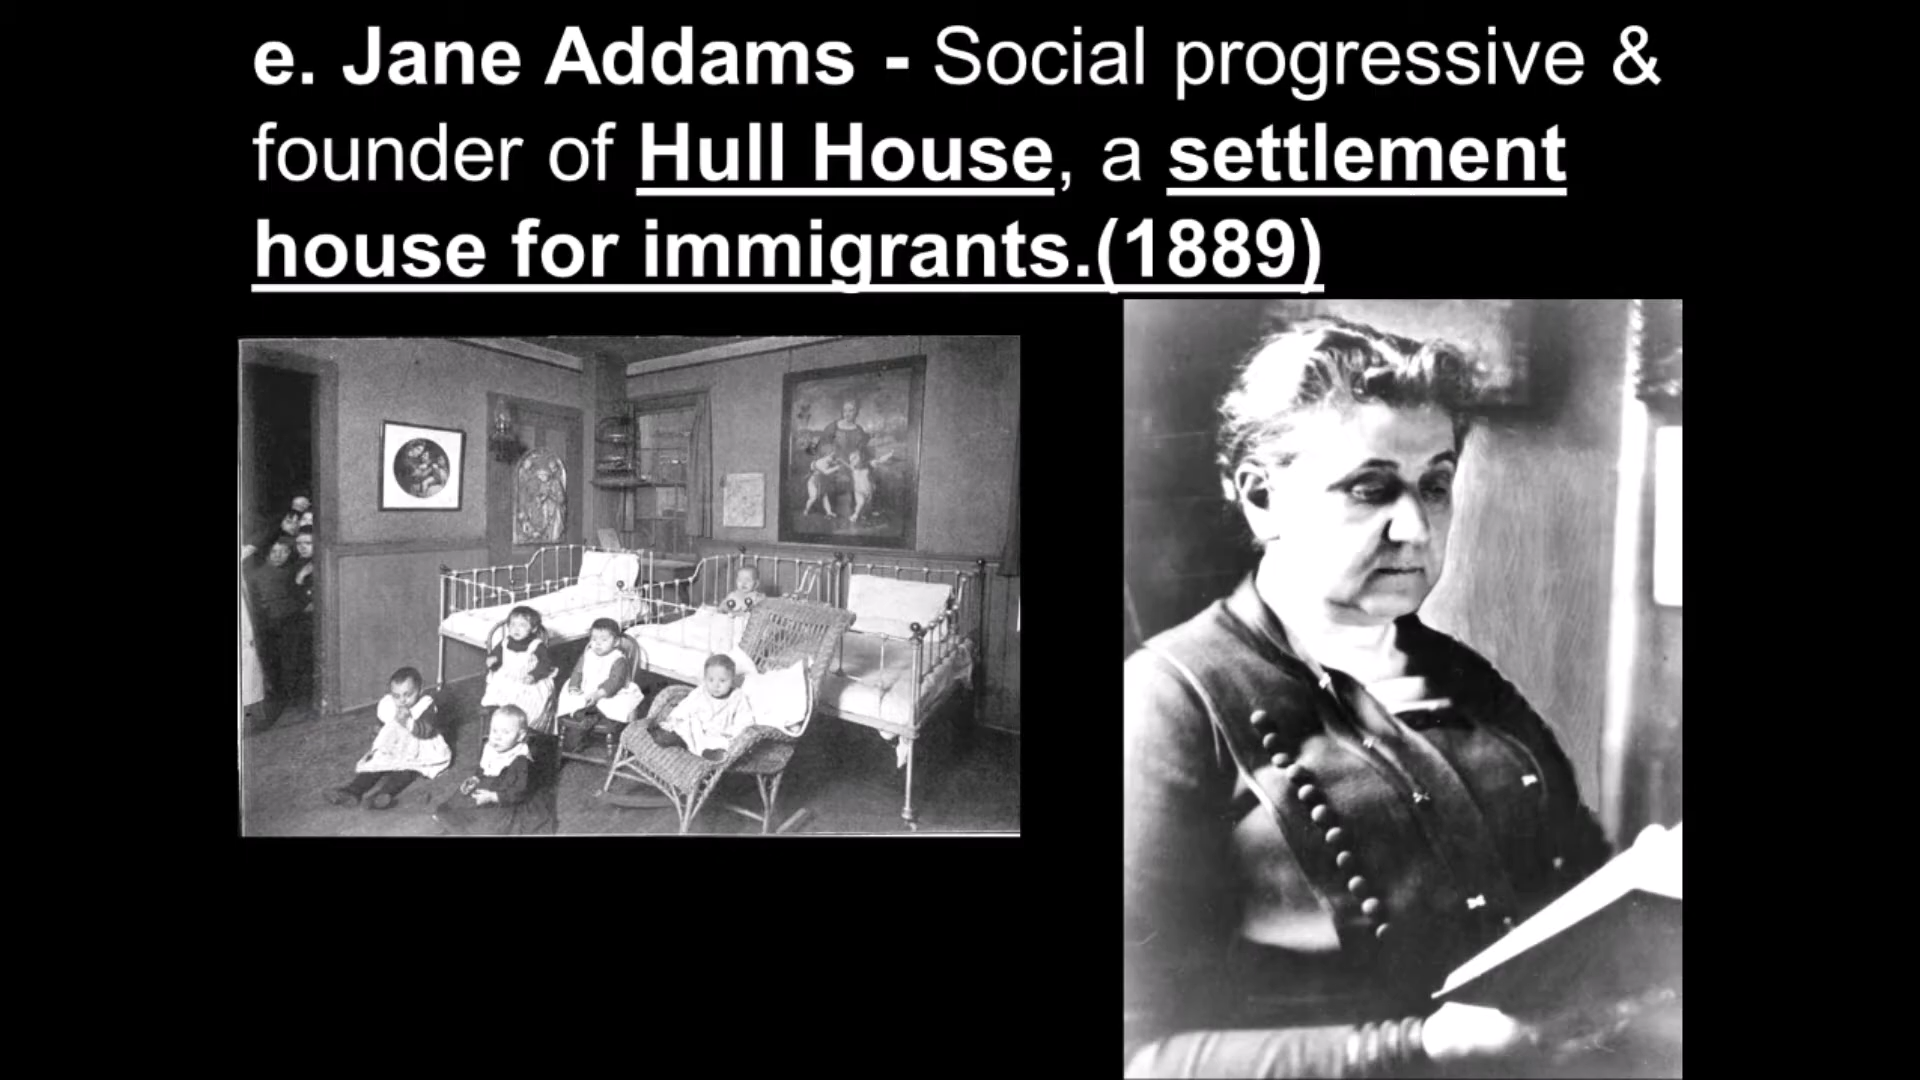 e. Jane Addams - Social progressive &
founder of Hull House, a settlement
house for immigrants.(1889)